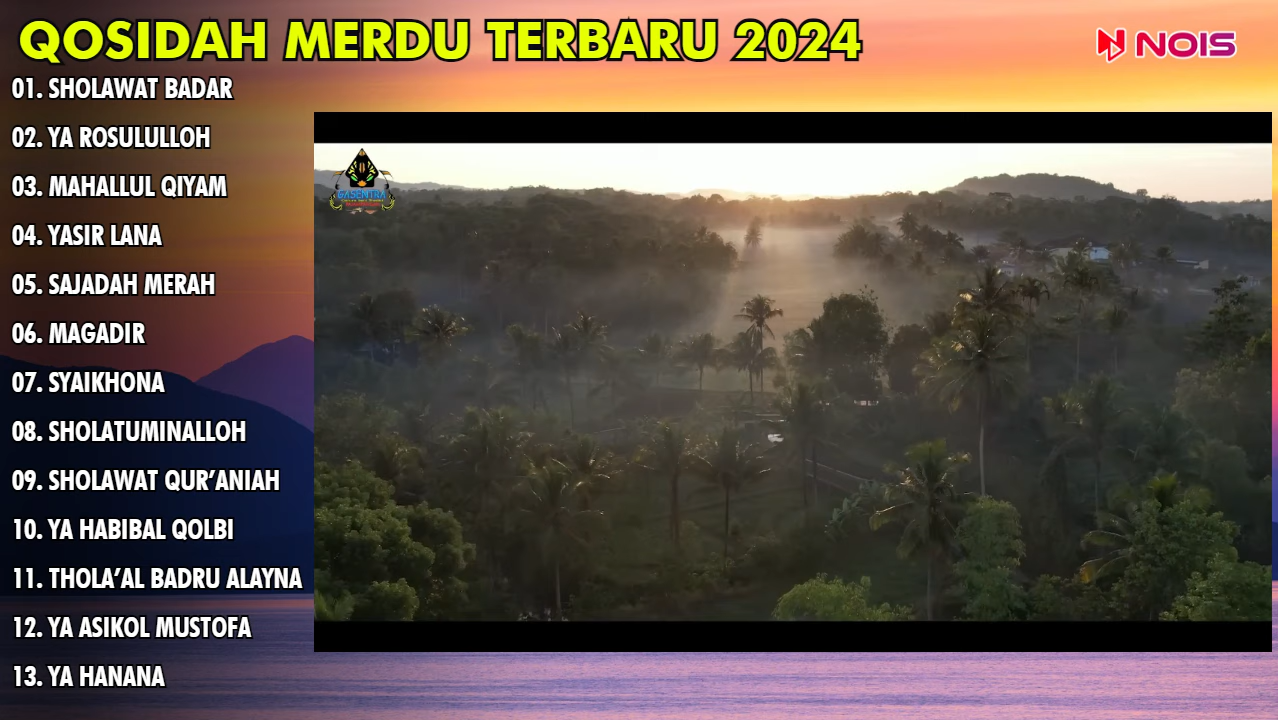 QOSIDAH MERDU TERBARU 2024
NOIS
01. SHOLAWAT BADAR
02. YA ROSULULLOH
03. MAHALLUL QIYAM
04. YASIR LANA
05. SAJADAH MERAH
06. MAGADIR
07. SYAIKHONA
08. SHOLATUMINALLOH
09. SHOLAWAT QUR’ANIAH
10. YA HABIBAL QOLBI
11. THOLA’AL BADRU ALAYNA
12. YA ASIKOL MUSTOFA
13. YA HANANA
GASENTRA